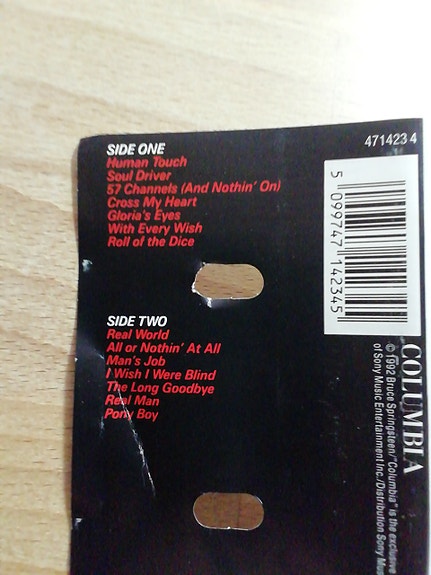 SIDE ONE
Human Touch
Soul Driver
57 Channels (And Nothin' On)
Cross My Heart
Gloria's Eyes
With Every Wish
Roll of the Dice
SIDE TWO
Real World
All or Nothin' At All
Man's Job
I Wish I Were Blind
The Long Goodbye
Real Man
Pony Boy
471423 4
5 099747 142345
COLUMBIA
© 1992 Bruce Springsteen/"Columbia" is the exclusive
of Sony Music Entertainment Inc./Distribution Sony Mus